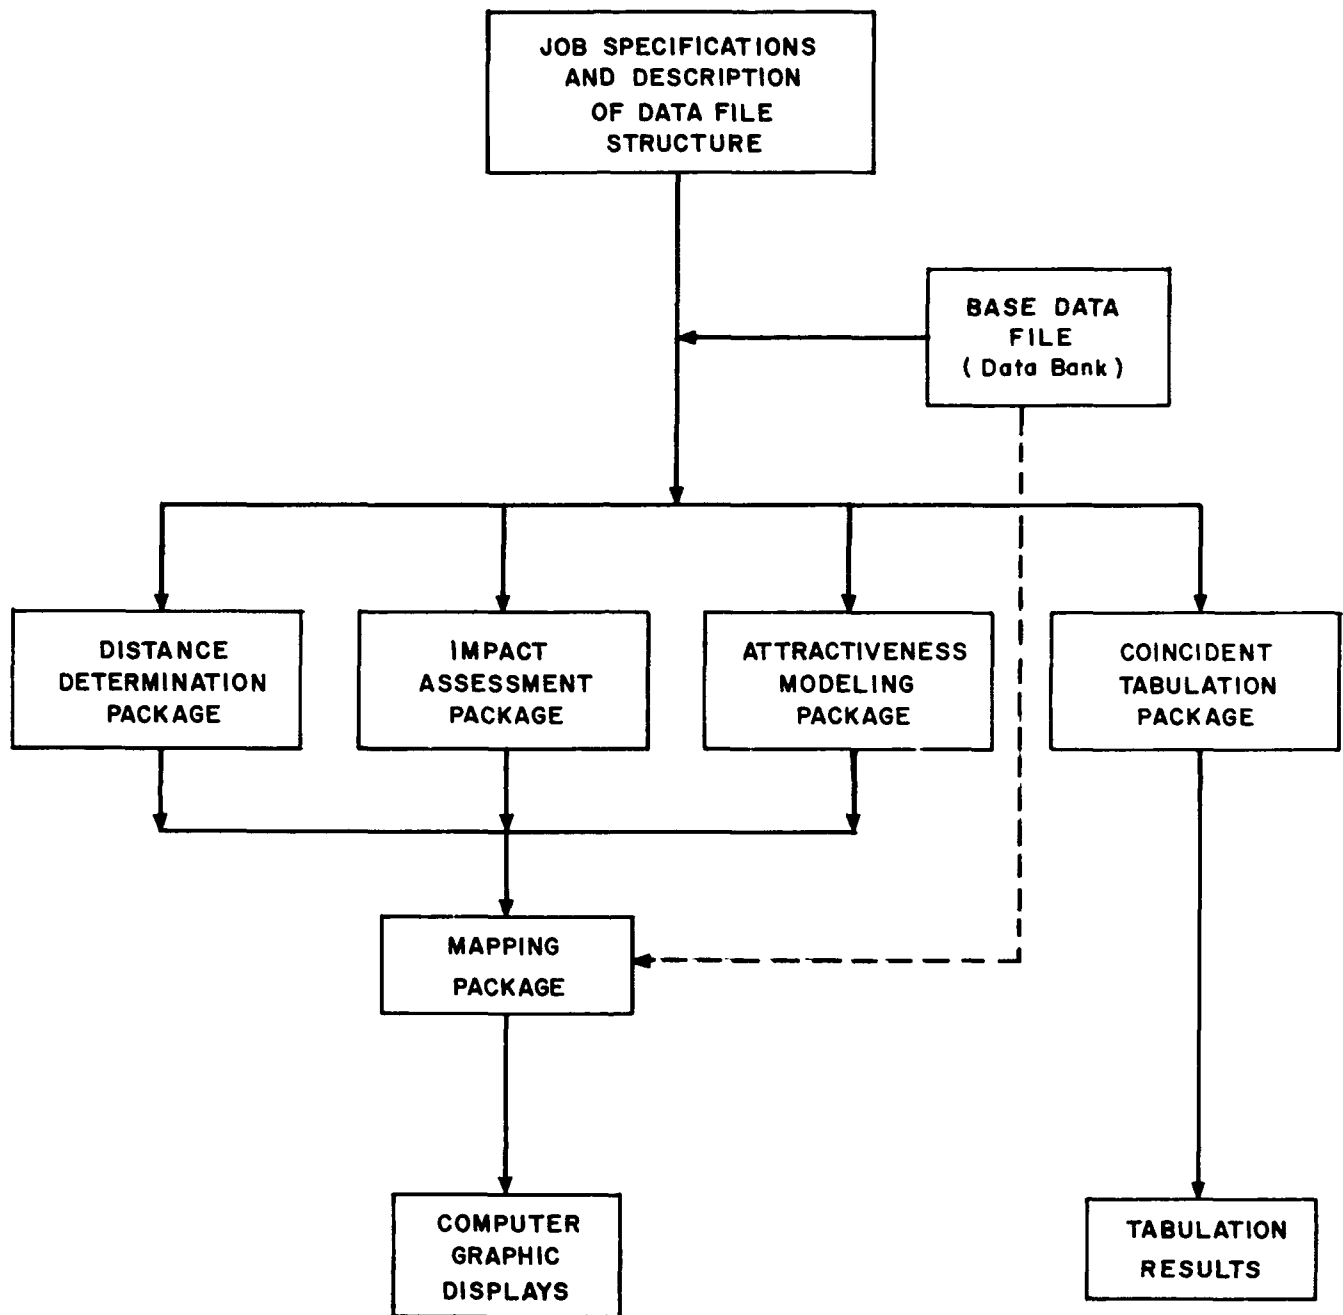 JOB SPECIFICATIONS
AND DESCRIPTION
OF DATA FILE
STRUCTURE
BASE DATA
FILE
( Data Bank )
DISTANCE
DETERMINATION
PACKAGE
IMPACT
ASSESSMENT
PACKAGE
ATTRACTIVENESS
MODELING
PACKAGE
COINCIDENT
TABULATION
PACKAGE
MAPPING
PACKAGE
COMPUTER
GRAPHIC
DISPLAYS
TABULATION
RESULTS